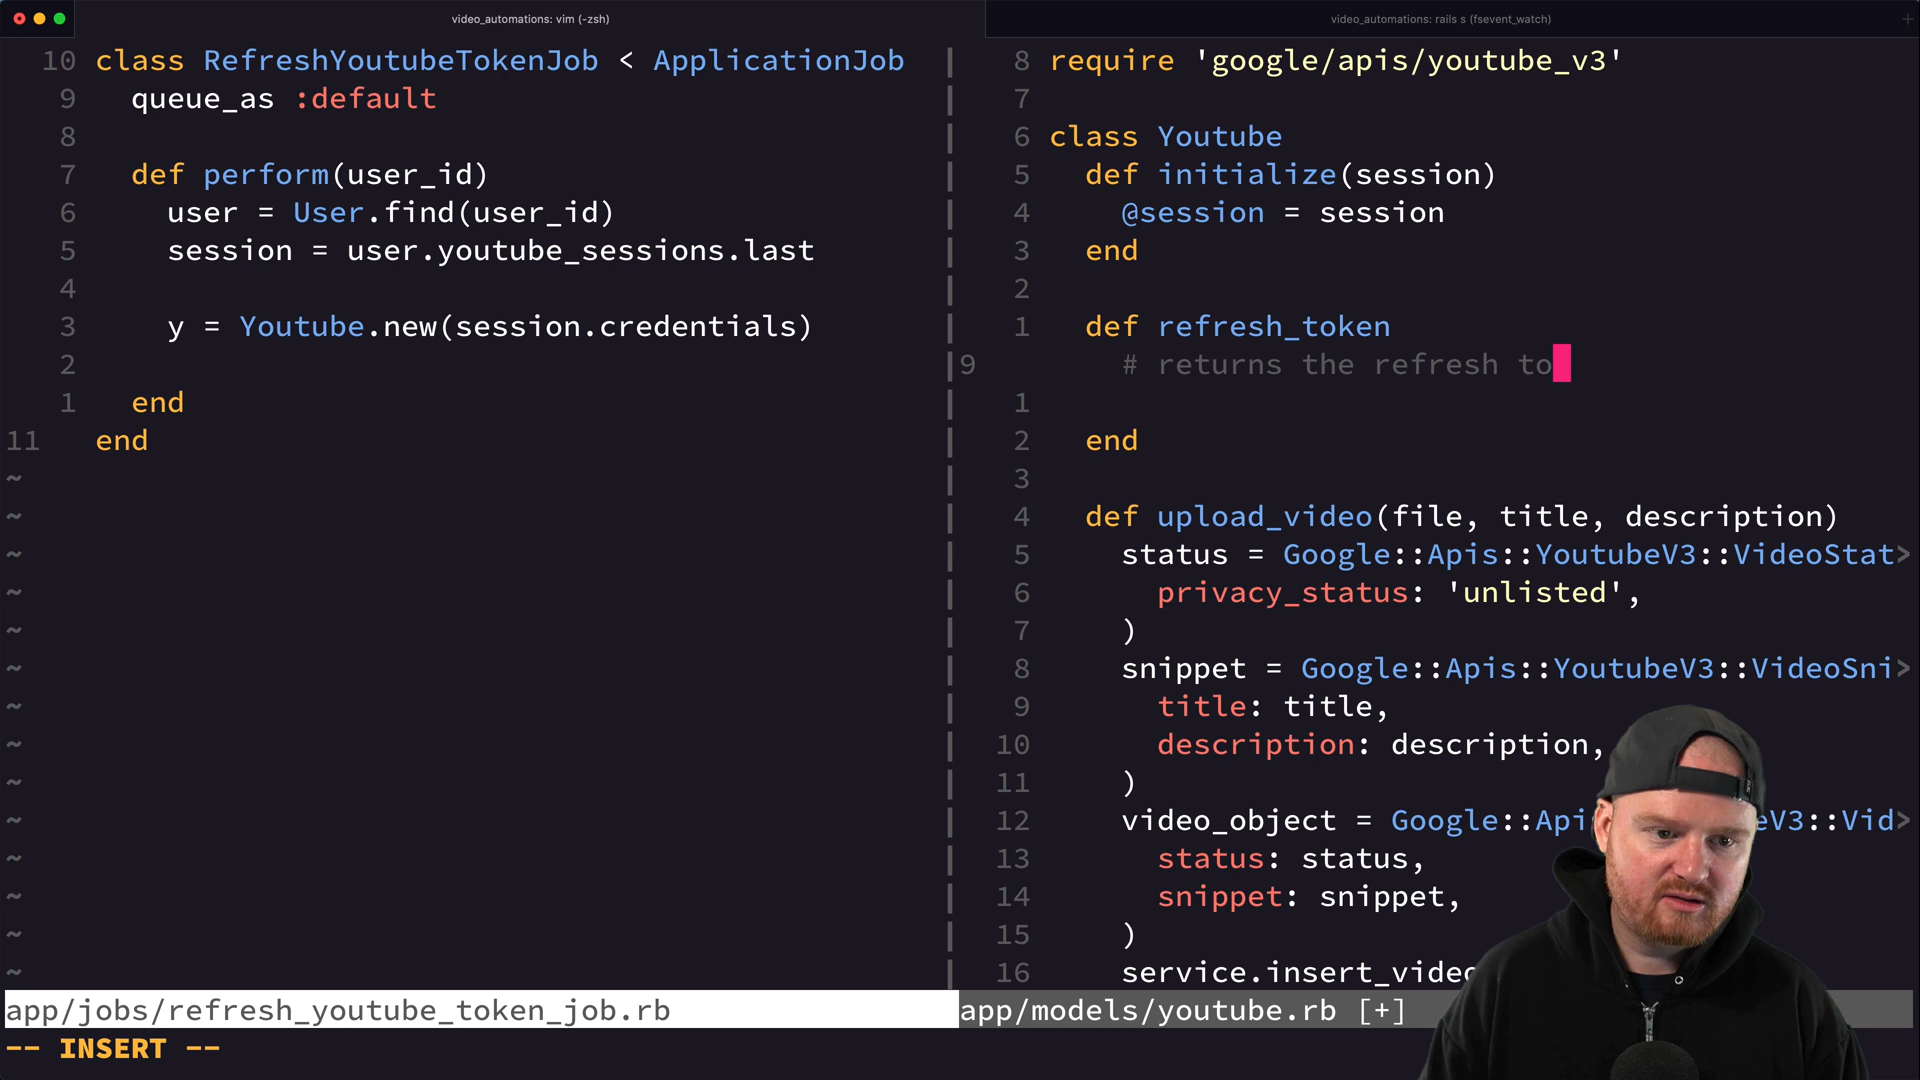 video_automations: vim (-zsh)
video_automations: rails s (fsevent_watch)
+
10 class RefreshYoutubeTokenJob < ApplicationJob
9 queue_as :default
8
7 def perform(user_id)
6 user = User.find(user_id)
5 session = user.youtube_sessions.last
4
3 y = Youtube.new(session.credentials)
2
1 end
11 end
~
~
~
~
~
~
~
~
~
~
~
~
~
~
app/jobs/refresh_youtube_token_job.rb
-- INSERT --
8 require 'google/apis/youtube_v3'
7
6 class Youtube
5 def initialize(session)
4 @session = session
3 end
2
1 def refresh_token
9 # returns the refresh to
1
2 end
3
4 def upload_video(file, title, description)
5 status = Google::Apis::YoutubeV3::VideoStat>
6 privacy_status: 'unlisted',
7 )
8 snippet = Google::Apis::YoutubeV3::VideoSni>
9 title: title,
10 description: description,
11 )
12 video_object = Google::Api eV3::Vid>
13 status: status,
14 snippet: snippet,
15 )
16 service.insert_video
app/models/youtube.rb [+]